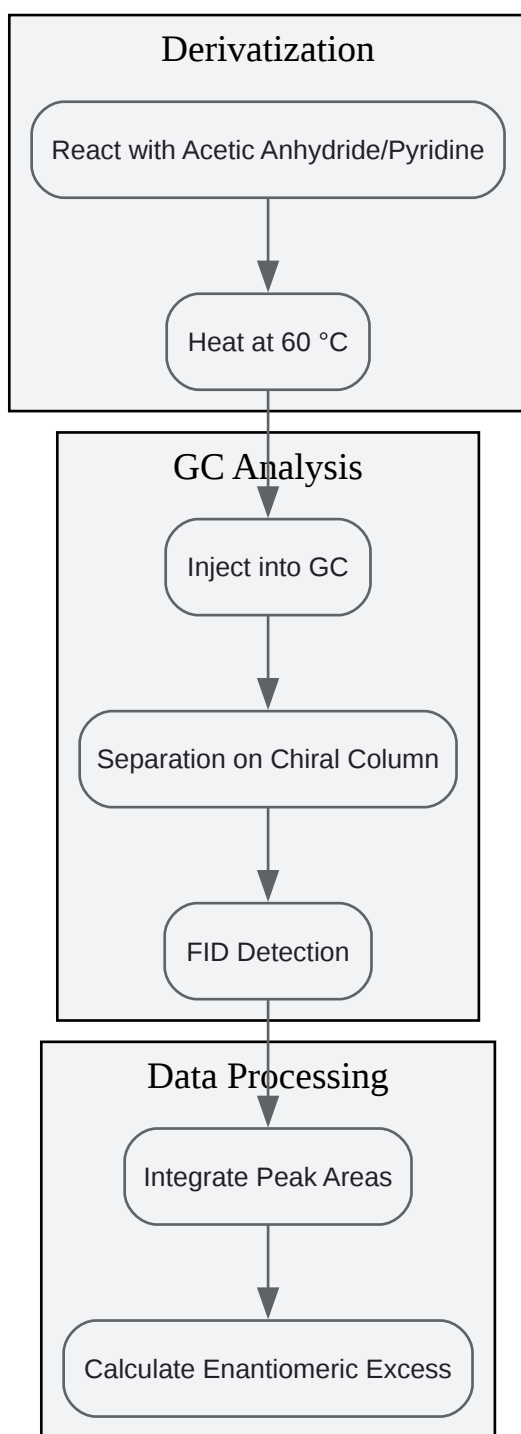 Derivatization
React with Acetic Anhydride/Pyridine
Heat at 60 °C
GC Analysis
Inject into GC
Separation on Chiral Column
FID Detection
Data Processing
Integrate Peak Areas
Calculate Enantiomeric Excess